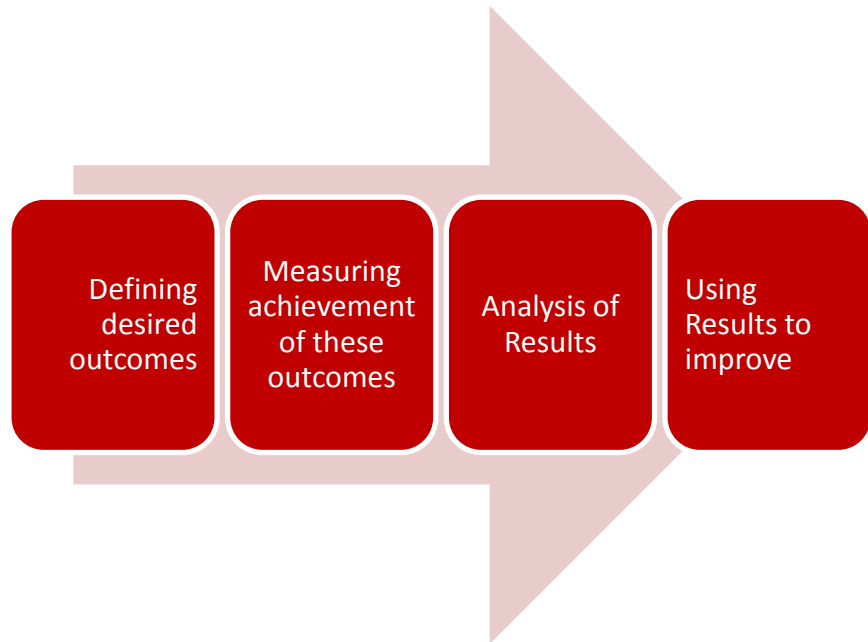 Defining
desired
outcomes
Measuring
achievement
of these
outcomes
Analysis of
Results
Using
Results to
improve